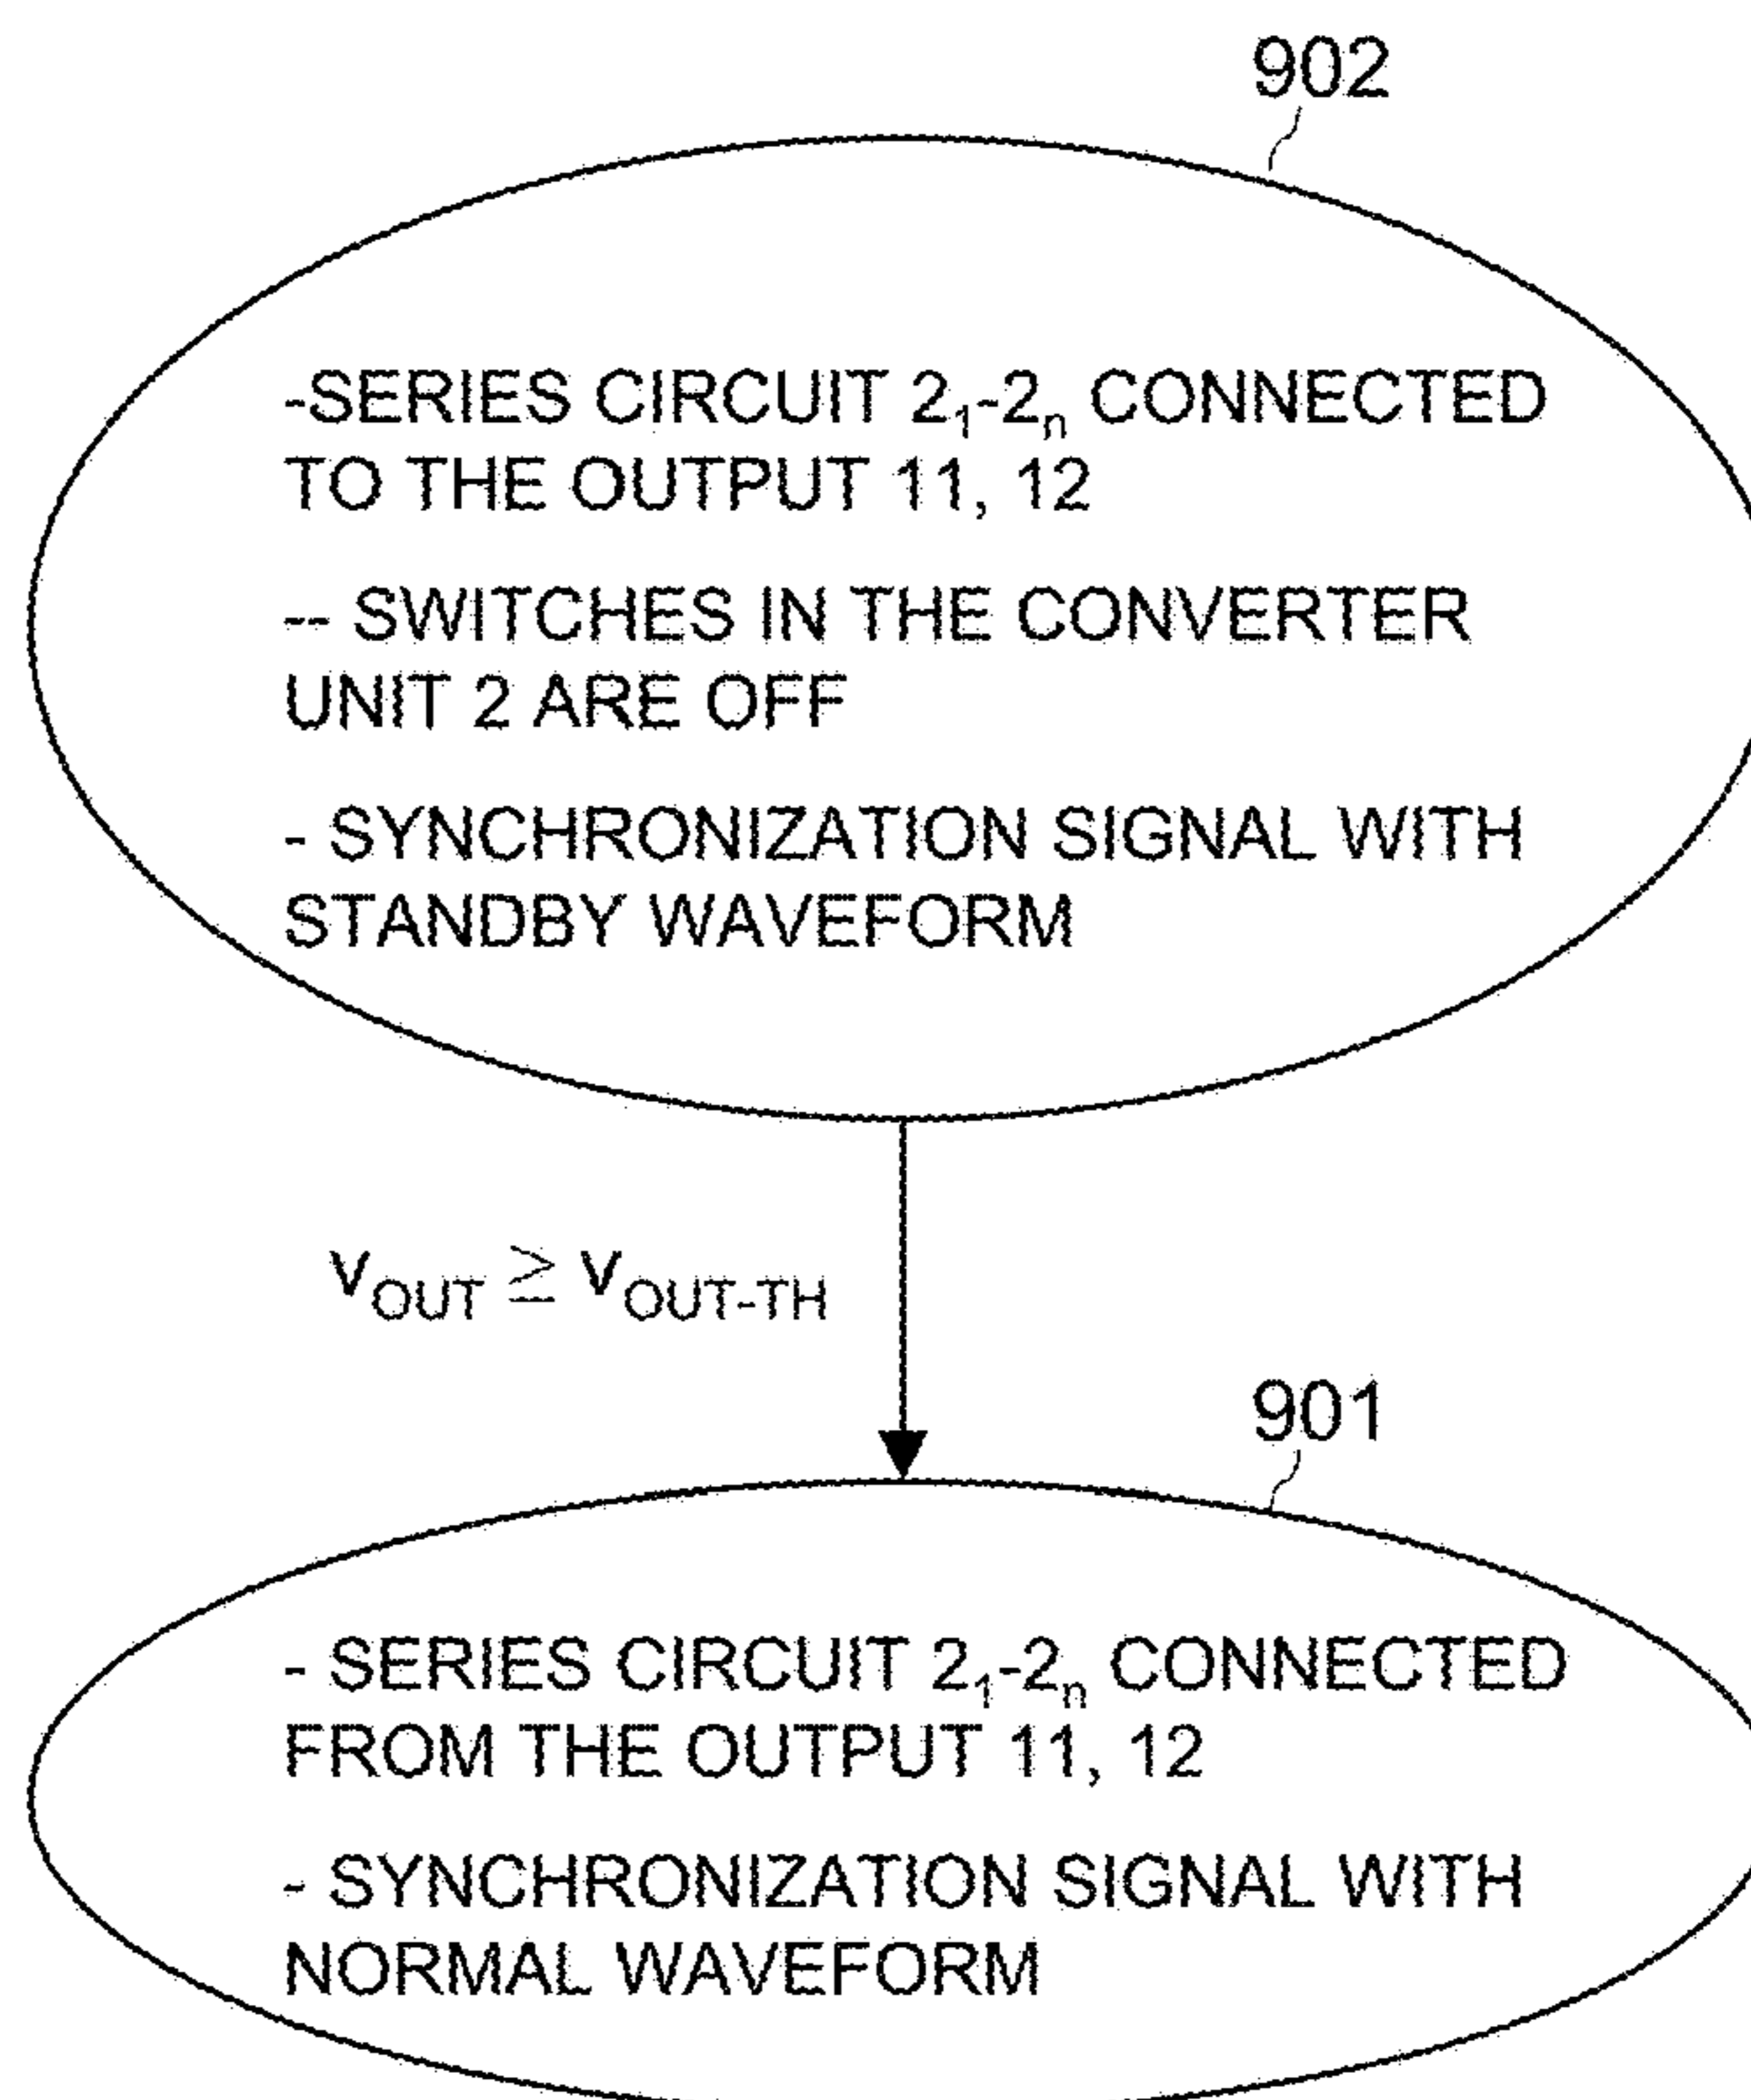 902
-SERIES CIRCUIT 2₁-2ₙ CONNECTED
TO THE OUTPUT 11, 12
-- SWITCHES IN THE CONVERTER
UNIT 2 ARE OFF
- SYNCHRONIZATION SIGNAL WITH
STANDBY WAVEFORM
V_OUT ≥ V_OUT-TH
901
- SERIES CIRCUIT 2₁-2ₙ CONNECTED
FROM THE OUTPUT 11, 12
- SYNCHRONIZATION SIGNAL WITH
NORMAL WAVEFORM